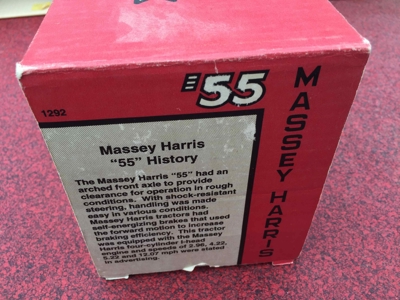 1292
'55
MASSEY HARRIS
Massey Harris
"55" History
The Massey Harris "55" had an
arched front axle to provide
clearance for operation in rough
conditions. With shock-resistant
steering, handling was made
easy in various conditions.
Massey Harris tractors had
self-energizing brakes that used
the forward motion to increase
braking efficiency. This tractor
was equipped with the Massey
Harris four-cylinder I-head
engine and speeds of 2.96, 4.22,
5.22 and 12.07 mph were stated
in advertising.